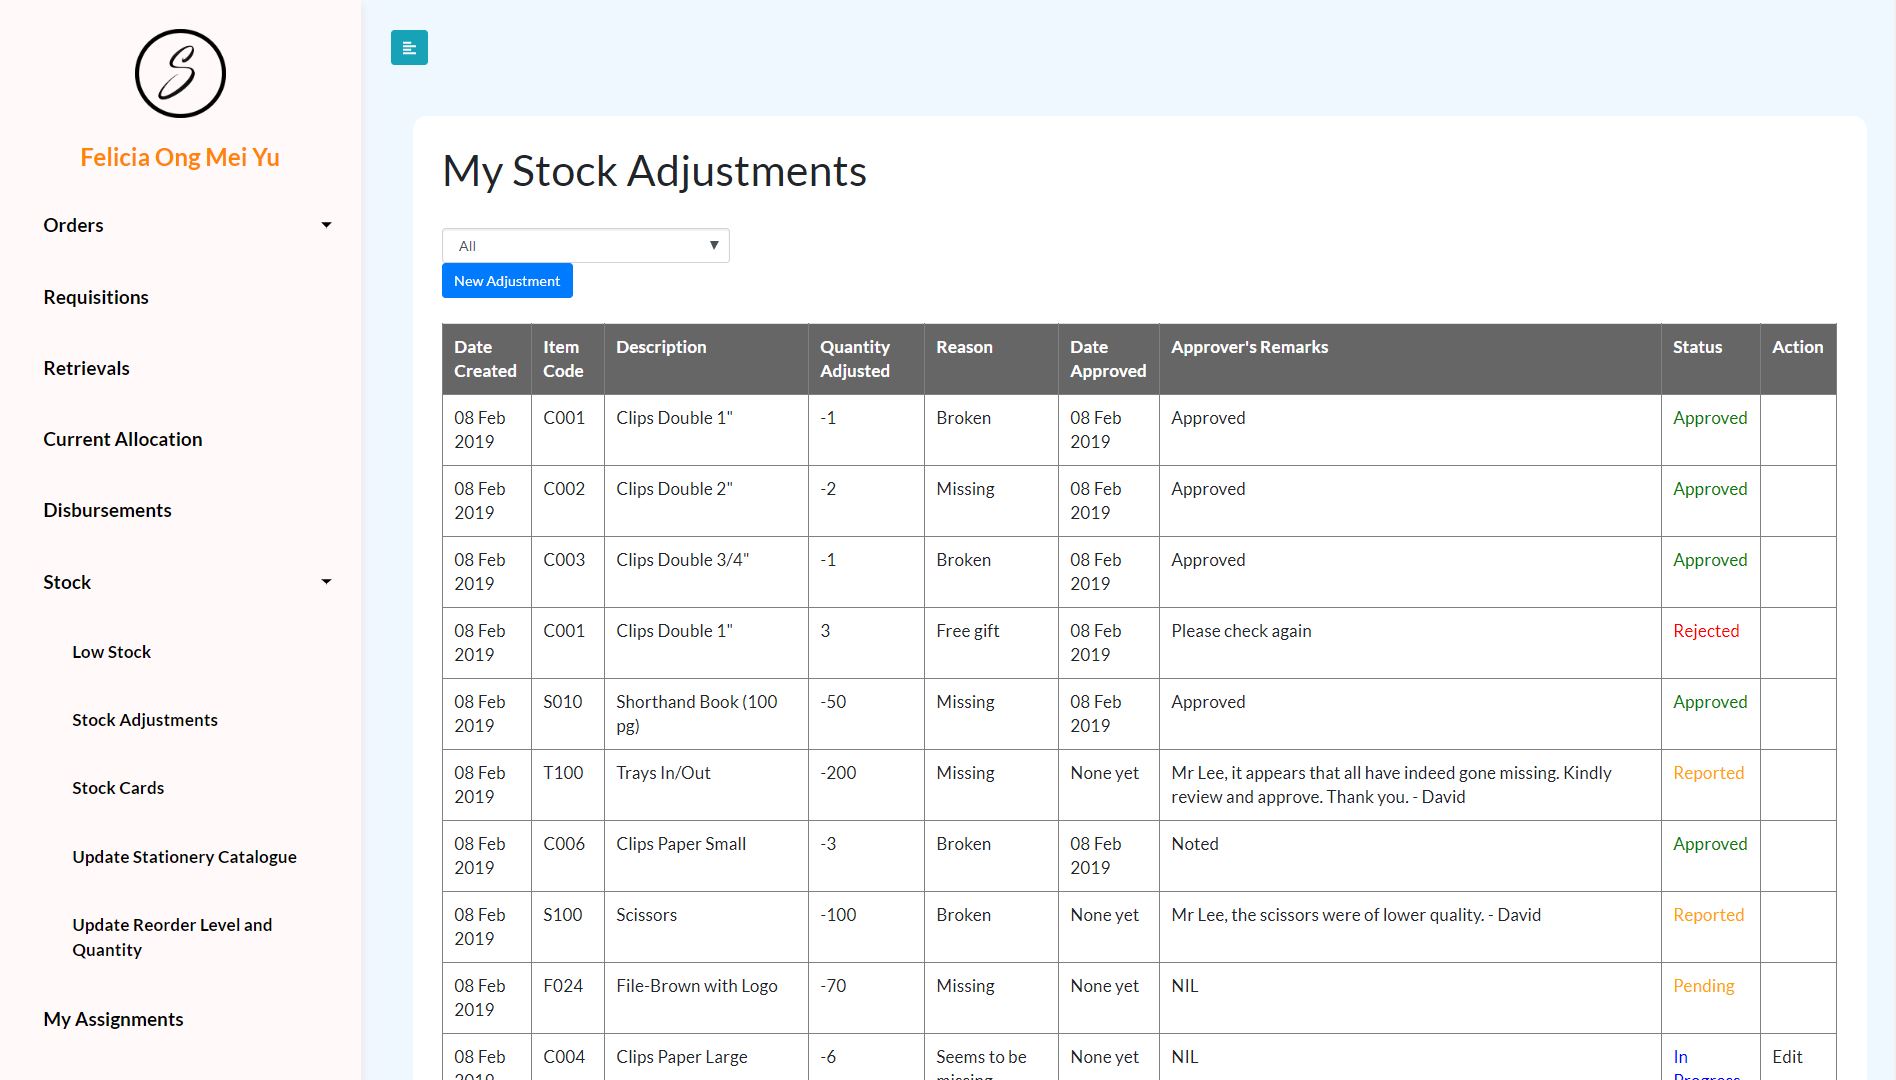 S
Felicia Ong Mei Yu
Orders
Requisitions
Retrievals
Current Allocation
Disbursements
Stock
Low Stock
Stock Adjustments
Stock Cards
Update Stationery Catalogue
Update Reorder Level and
Quantity
My Assignments
My Stock Adjustments
All
New Adjustment
Date Created Item Code Description Quantity Adjusted Reason Date Approved Approver's Remarks Status Action
08 Feb 2019 C001 Clips Double 1" -1 Broken 08 Feb 2019 Approved Approved
08 Feb 2019 C002 Clips Double 2" -2 Missing 08 Feb 2019 Approved Approved
08 Feb 2019 C003 Clips Double 3/4" -1 Broken 08 Feb 2019 Approved Approved
08 Feb 2019 C001 Clips Double 1" 3 Free gift 08 Feb 2019 Please check again Rejected
08 Feb 2019 S010 Shorthand Book (100 pg) -50 Missing 08 Feb 2019 Approved Approved
08 Feb 2019 T100 Trays In/Out -200 Missing None yet Mr Lee, it appears that all have indeed gone missing. Kindly review and approve. Thank you. - David Reported
08 Feb 2019 C006 Clips Paper Small -3 Broken 08 Feb 2019 Noted Approved
08 Feb 2019 S100 Scissors -100 Broken None yet Mr Lee, the scissors were of lower quality. - David Reported
08 Feb 2019 F024 File-Brown with Logo -70 Missing None yet NIL Pending
08 Feb 2019 C004 Clips Paper Large -6 Seems to be missing None yet NIL In Progress Edit